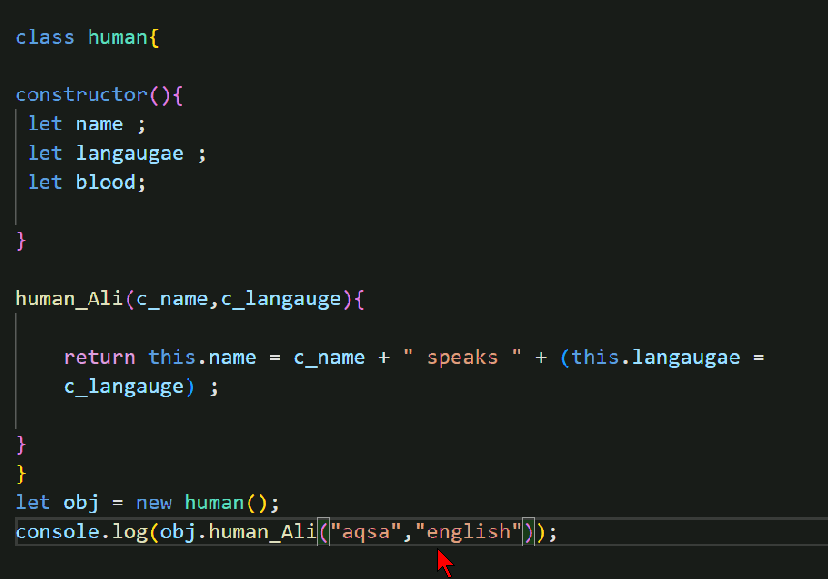 class human{
constructor(){
let name ;
let langaugae ;
let blood;
}
human_Ali(c_name,c_langauge){
return this.name = c_name + " speaks " + (this.langaugae =
c_langauge) ;
}
}
let obj = new human();
console.log(obj.human_Ali("aqsa","english"));